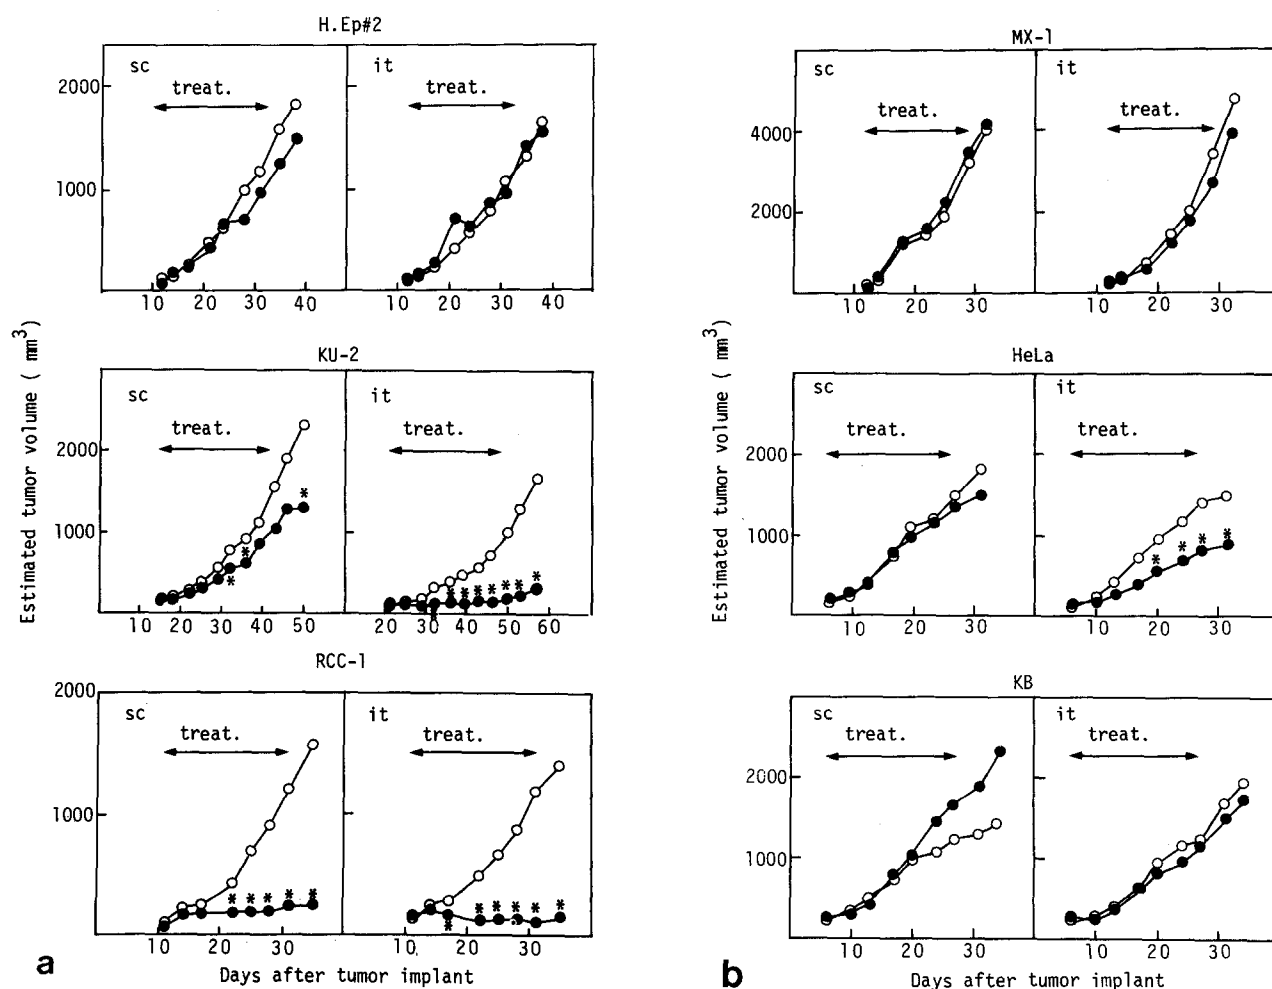 H.Ep#2
sc
treat.
it
treat.
2000
1000
10 20 30 40
10 20 30 40
KU-2
sc
treat.
it
treat.
2000
1000
*
*
*
* * * * * * *
*
10 20 30 40 50
20 30 40 50 60
RCC-1
sc
treat.
it
treat.
2000
1000
* * * * *
* * * * *
*
10 20 30
10 20 30
Estimated tumor volume ( mm³)
Days after tumor implant
a
MX-1
sc
treat.
it
treat.
4000
2000
10 20 30
10 20 30
HeLa
sc
treat.
it
treat.
2000
1000
* * * *
10 20 30
10 20 30
KB
sc
treat.
it
treat.
2000
1000
10 20 30
10 20 30
Estimated tumor volume ( mm³)
Days after tumor implant
b